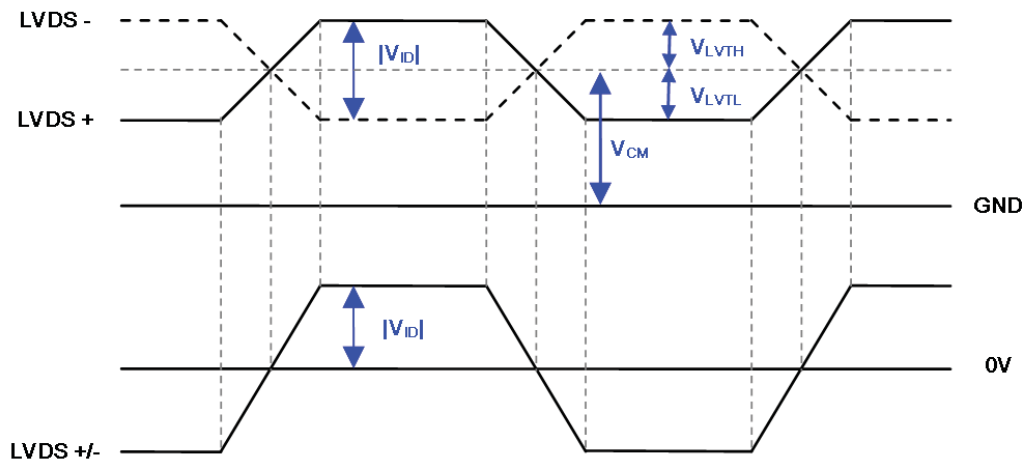 LVDS -
|VID|
VLVTH
VLVTL
LVDS +
VCM
GND
|VID|
0V
LVDS +/-